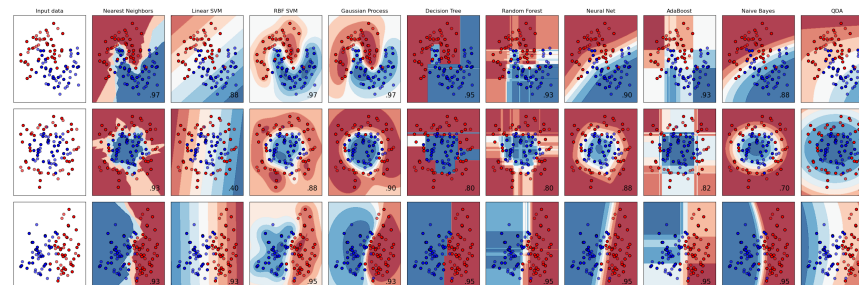 Input data Nearest Neighbors Linear SVM RBF SVM Gaussian Process Decision Tree Random Forest Neural Net AdaBoost Naive Bayes QDA
.97 .88 .97 .97 .95 .93 .90 .93 .88
.93 .40 .88 .90 .80 .80 .88 .82 .70
.93 .93 .95 .93 .95 .95 .95 .95 .95